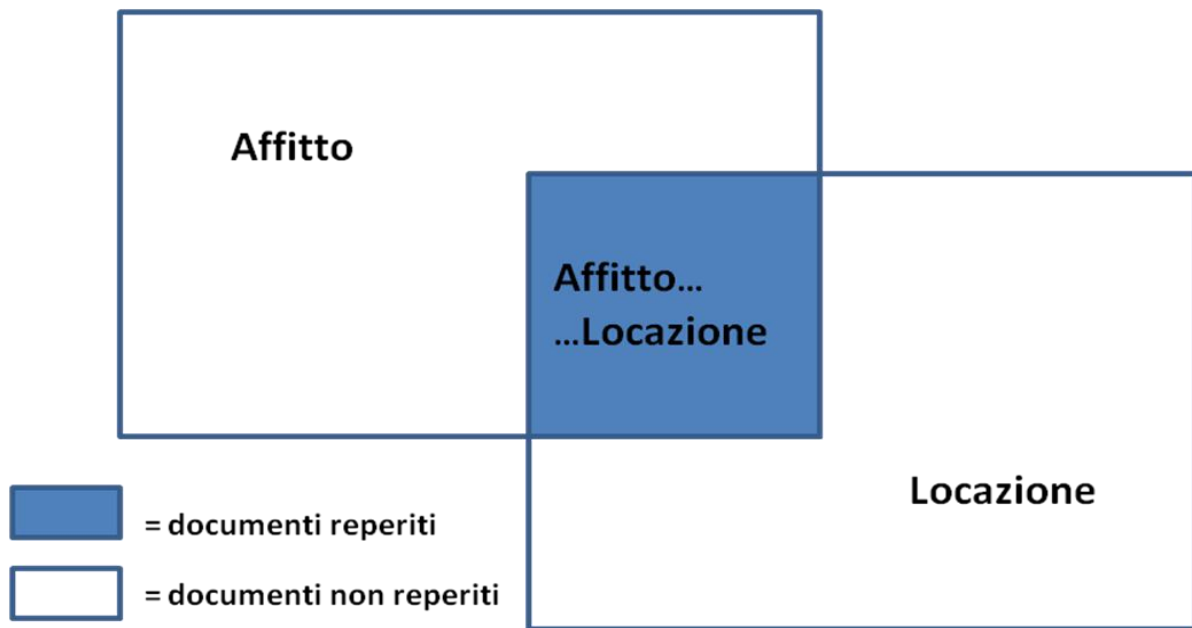 Affitto
Affitto...
...Locazione
Locazione
= documenti reperiti
= documenti non reperiti